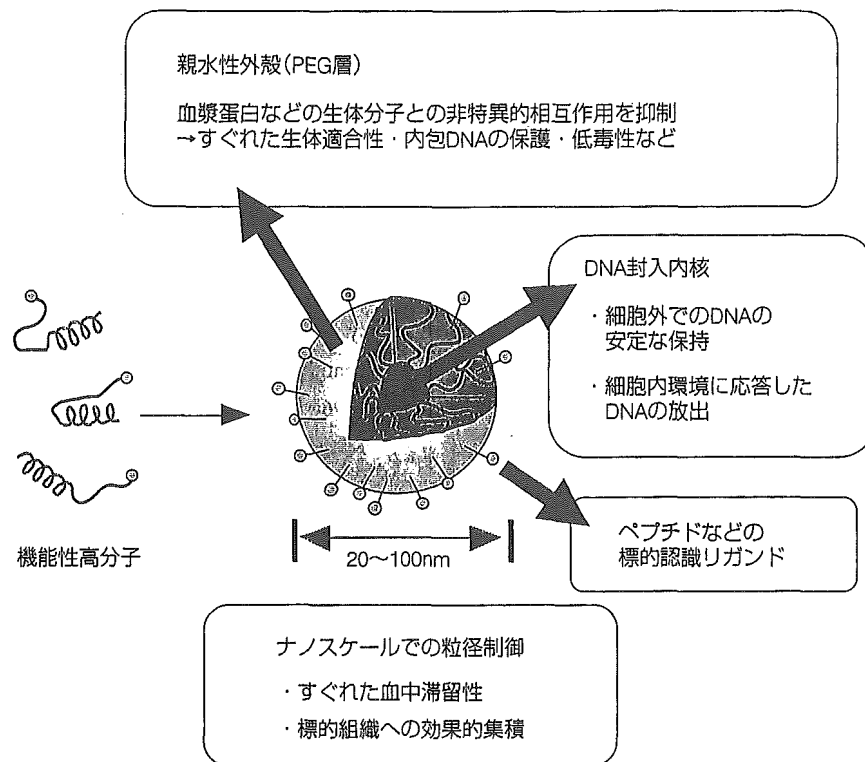 親水性外殻(PEG層)
血漿蛋白などの生体分子との非特異的相互作用を抑制
→すぐれた生体適合性・内包DNAの保護・低毒性など
DNA封入内核
・細胞外でのDNAの
安定な保持
・細胞内環境に応答した
DNAの放出
機能性高分子
20〜100nm
ペプチドなどの
標的認識リガンド
ナノスケールでの粒径制御
・すぐれた血中滞留性
・標的組織への効果的集積